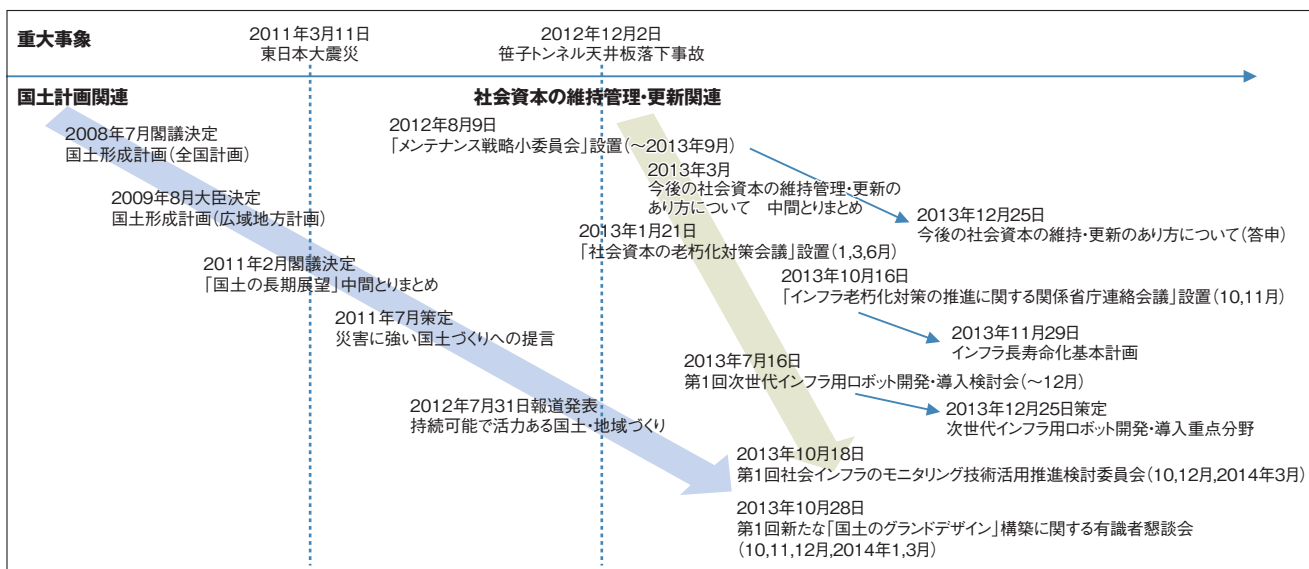 重大事象
2011年3月11日
東日本大震災
2012年12月2日
笹子トンネル天井板落下事故
国土計画関連
社会資本の維持管理・更新関連
2008年7月閣議決定
国土形成計画(全国計画)
2009年8月大臣決定
国土形成計画(広域地方計画)
2011年2月閣議決定
「国土の長期展望」中間とりまとめ
2011年7月策定
災害に強い国土づくりへの提言
2012年7月31日報道発表
持続可能で活力ある国土・地域づくり
2012年8月9日
「メンテナンス戦略小委員会」設置(〜2013年9月)
2013年3月
今後の社会資本の維持管理・更新の
あり方について　中間とりまとめ
2013年12月25日
今後の社会資本の維持・更新のあり方について(答申)
2013年1月21日
「社会資本の老朽化対策会議」設置(1,3,6月)
2013年10月16日
「インフラ老朽化対策の推進に関する関係省庁連絡会議」設置(10,11月)
2013年11月29日
インフラ長寿命化基本計画
2013年7月16日
第1回次世代インフラ用ロボット開発・導入検討会(〜12月)
2013年12月25日策定
次世代インフラ用ロボット開発・導入重点分野
2013年10月18日
第1回社会インフラのモニタリング技術活用推進検討委員会(10,12月,2014年3月)
2013年10月28日
第1回新たな「国土のグランドデザイン」構築に関する有識者懇談会
(10,11,12月,2014年1,3月)